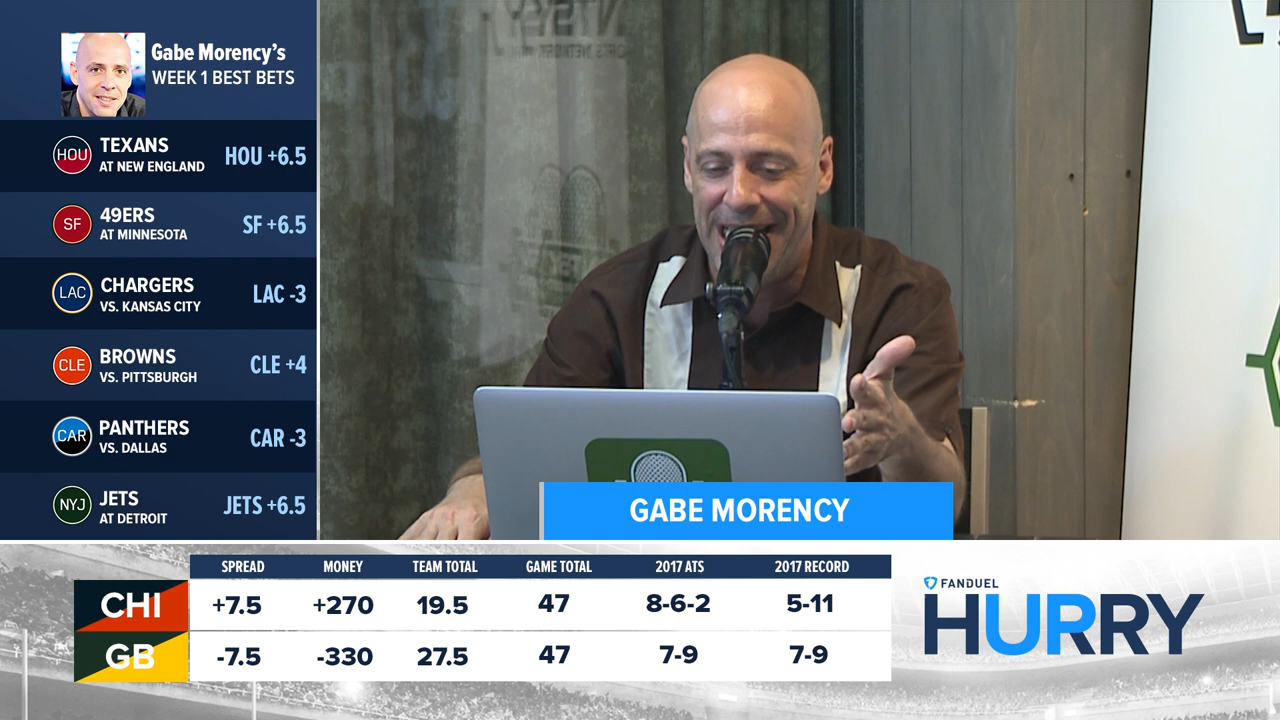 Gabe Morency's
WEEK 1 BEST BETS
HOU
TEXANS
AT NEW ENGLAND
HOU +6.5
SF
49ERS
AT MINNESOTA
SF +6.5
LAC
CHARGERS
VS. KANSAS CITY
LAC -3
CLE
BROWNS
VS. PITTSBURGH
CLE +4
CAR
PANTHERS
VS. DALLAS
CAR -3
NYJ
JETS
AT DETROIT
JETS +6.5
GABE MORENCY
SPREAD MONEY TEAM TOTAL GAME TOTAL 2017 ATS 2017 RECORD
CHI +7.5 +270 19.5 47 8-6-2 5-11
GB -7.5 -330 27.5 47 7-9 7-9
FANDUEL
HURRY